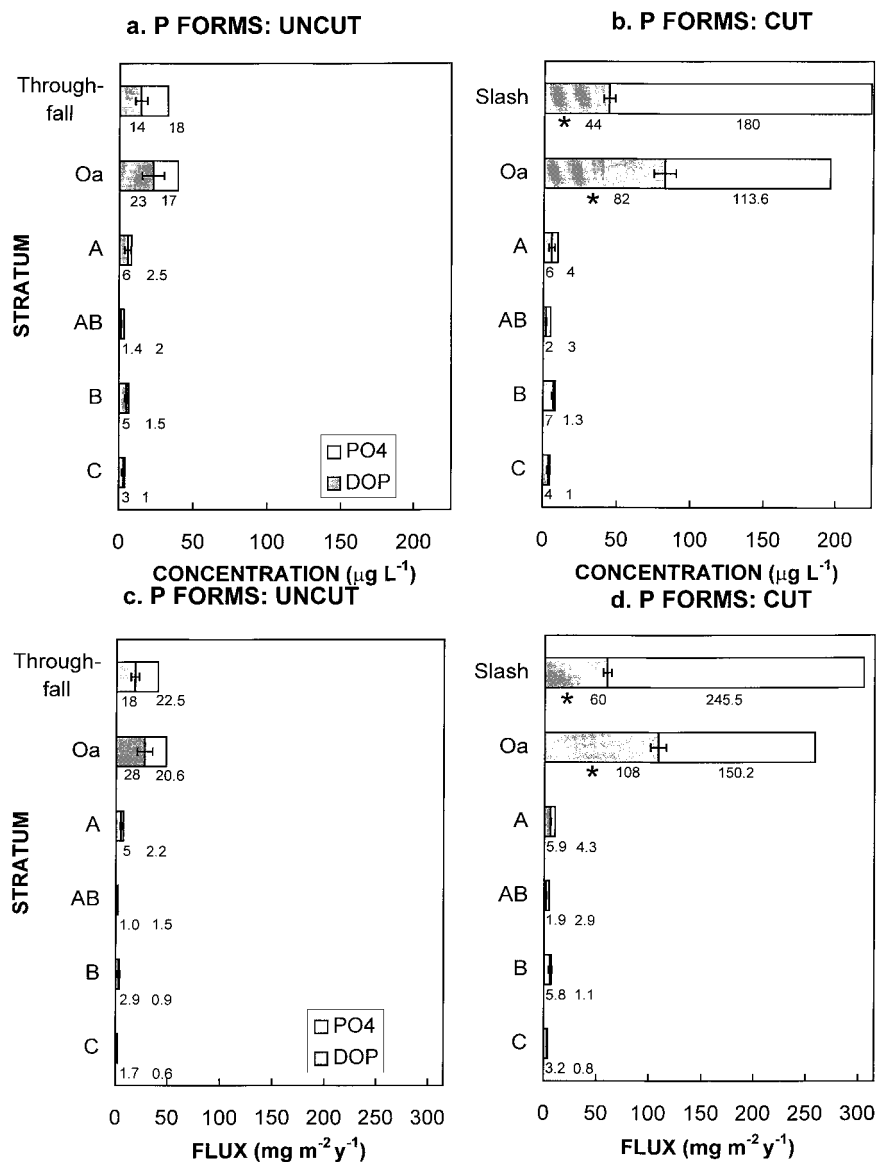 a. P FORMS: UNCUT
Through-
fall
14 18
Oa
23 17
A
6 2.5
AB
1.4 2
B
5 1.5
C
3 1
STRATUM
PO4
DOP
0 50 100 150 200
CONCENTRATION (µg L-1)
b. P FORMS: CUT
Slash
* 44 180
Oa
* 82 113.6
A
6 4
AB
2 3
B
7 1.3
C
4 1
0 50 100 150 200
CONCENTRATION (µg L-1)
c. P FORMS: UNCUT
Through-
fall
18 22.5
Oa
28 20.6
A
5 2.2
AB
1.0 1.5
B
2.9 0.9
C
1.7 0.6
STRATUM
PO4
DOP
0 50 100 150 200 250 300
FLUX (mg m-2 y-1)
d. P FORMS: CUT
Slash
* 60 245.5
Oa
* 108 150.2
A
5.9 4.3
AB
1.9 2.9
B
5.8 1.1
C
3.2 0.8
0 50 100 150 200 250 300
FLUX (mg m-2 y-1)